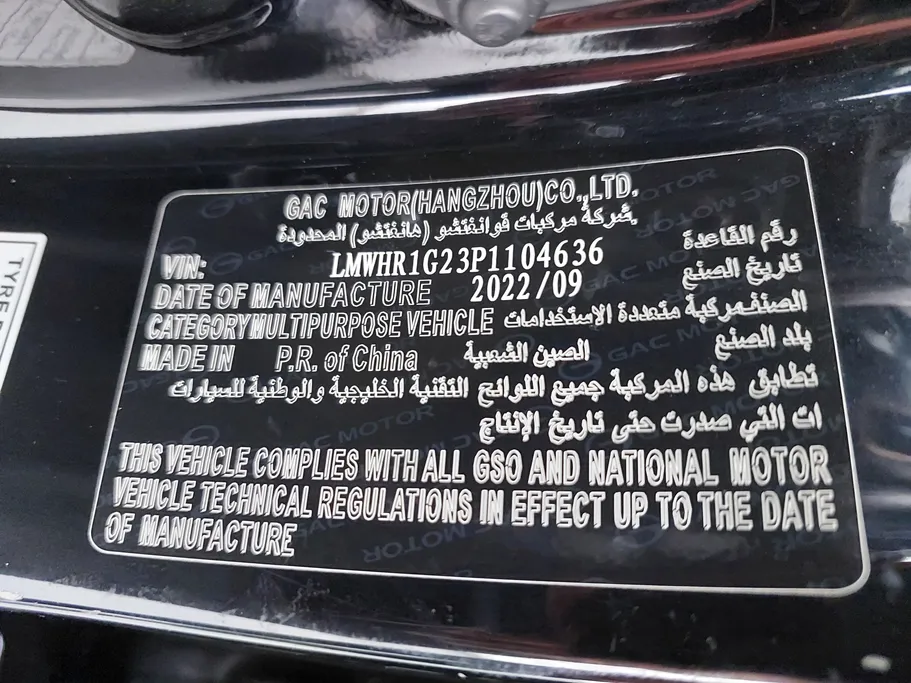 GAC MOTOR(HANGZHOU)CO.,LTD.
شركة مركبات قوانغتشو (هانغتشو) المحدودة
VIN: LMWHR1G23P1104636 رقم القاعدة
DATE OF MANUFACTURE 2022/09 تاريخ الصنع
CATEGORY MULTIPURPOSE VEHICLE الصنف مركبة متعددة الاستخدامات
MADE IN P.R. of China الصين الشعبية بلد الصنع
تطابق هذه المركبة جميع اللوائح التقنية الخليجية والوطنية للسيارات
ات التي صدرت حتى تاريخ الإنتاج
THIS VEHICLE COMPLIES WITH ALL GSO AND NATIONAL MOTOR
VEHICLE TECHNICAL REGULATIONS IN EFFECT UP TO THE DATE
OF MANUFACTURE
TYRE